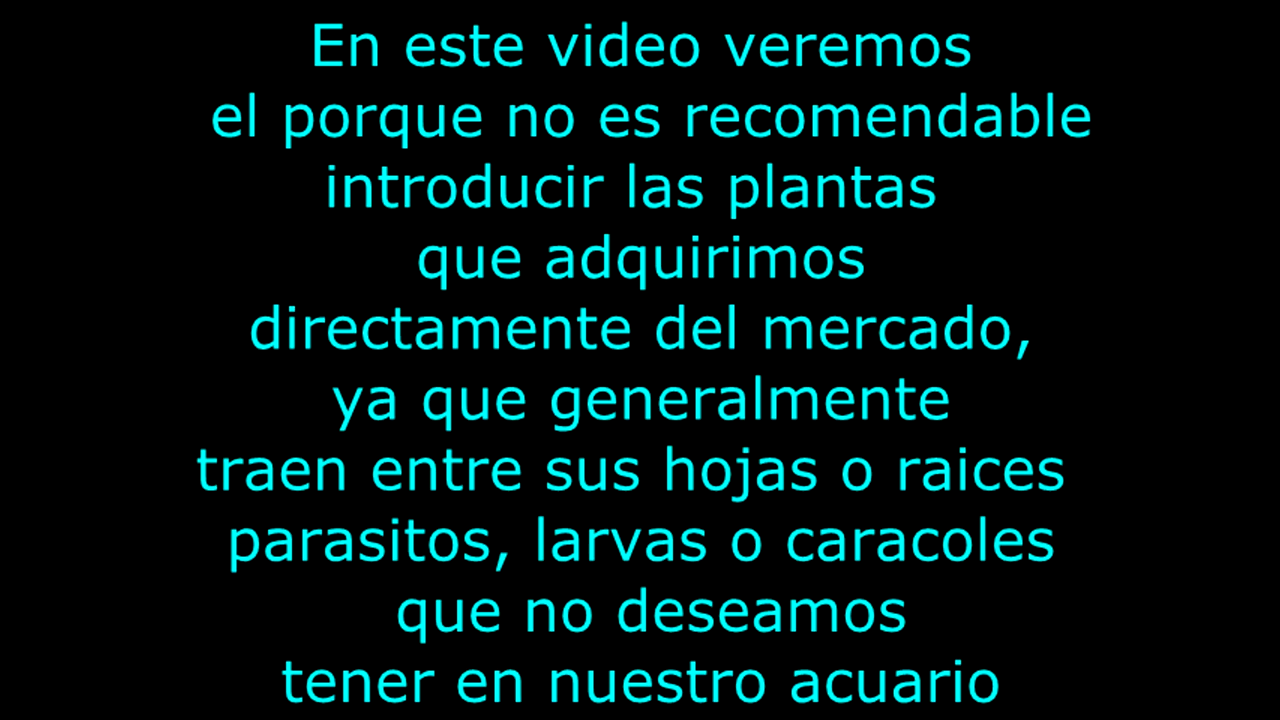 En este video veremos
el porque no es recomendable
introducir las plantas
que adquirimos
directamente del mercado,
ya que generalmente
traen entre sus hojas o raices
parasitos, larvas o caracoles
que no deseamos
tener en nuestro acuario